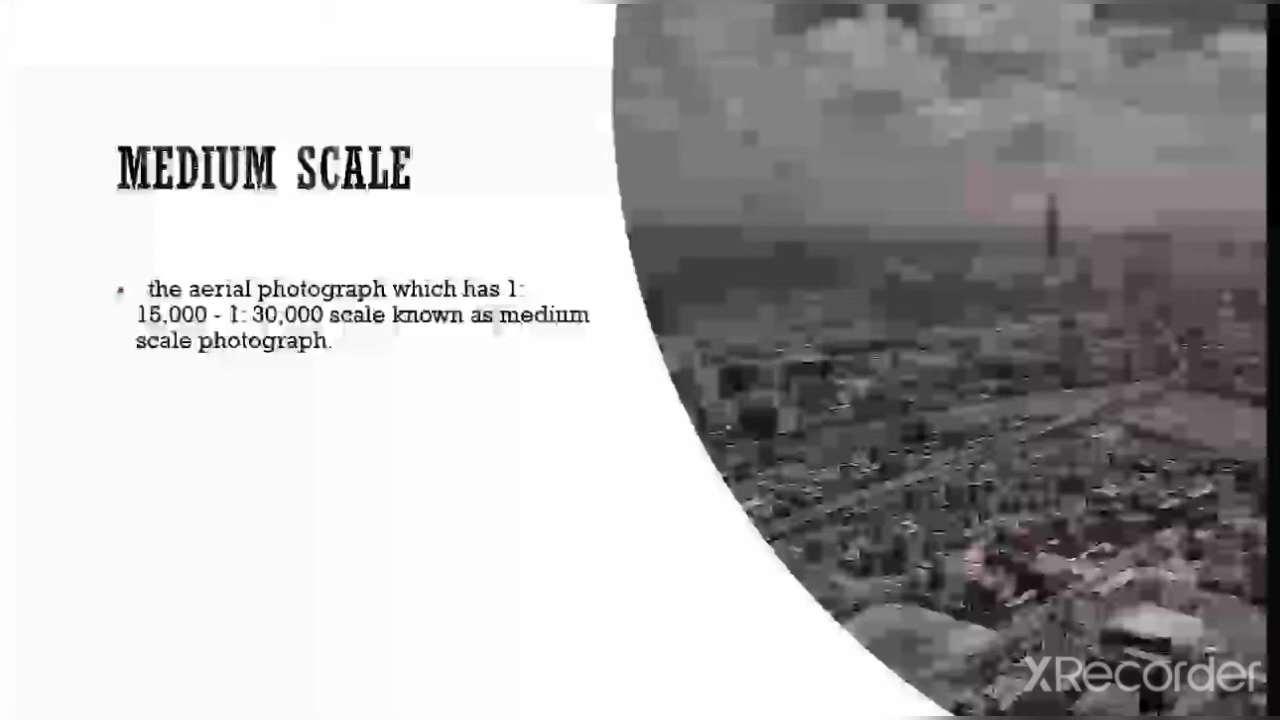 MEDIUM SCALE
• the aerial photograph which has 1:
15,000 - 1: 30,000 scale known as medium
scale photograph.
XRecorder